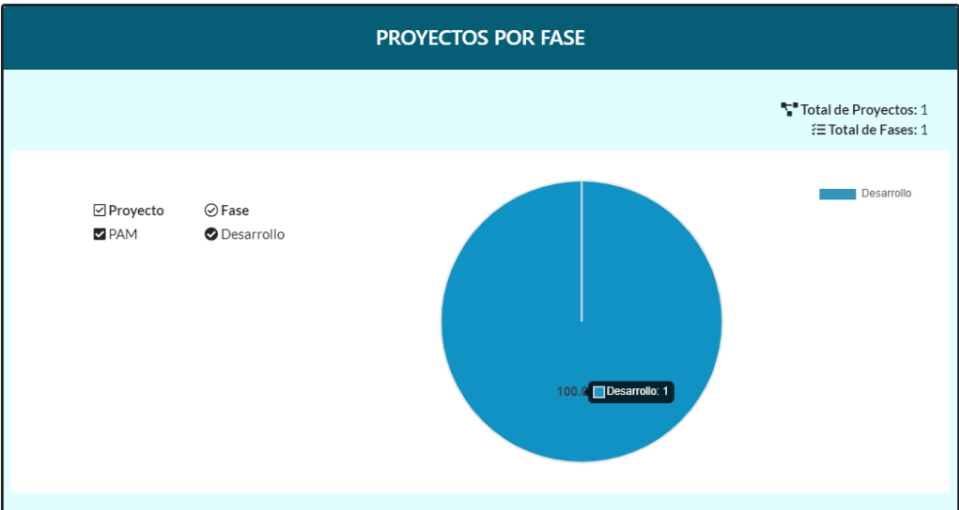 PROYECTOS POR FASE
Total de Proyectos: 1
Total de Fases: 1
Proyecto Fase
PAM Desarrollo
Desarrollo
Desarrollo: 1